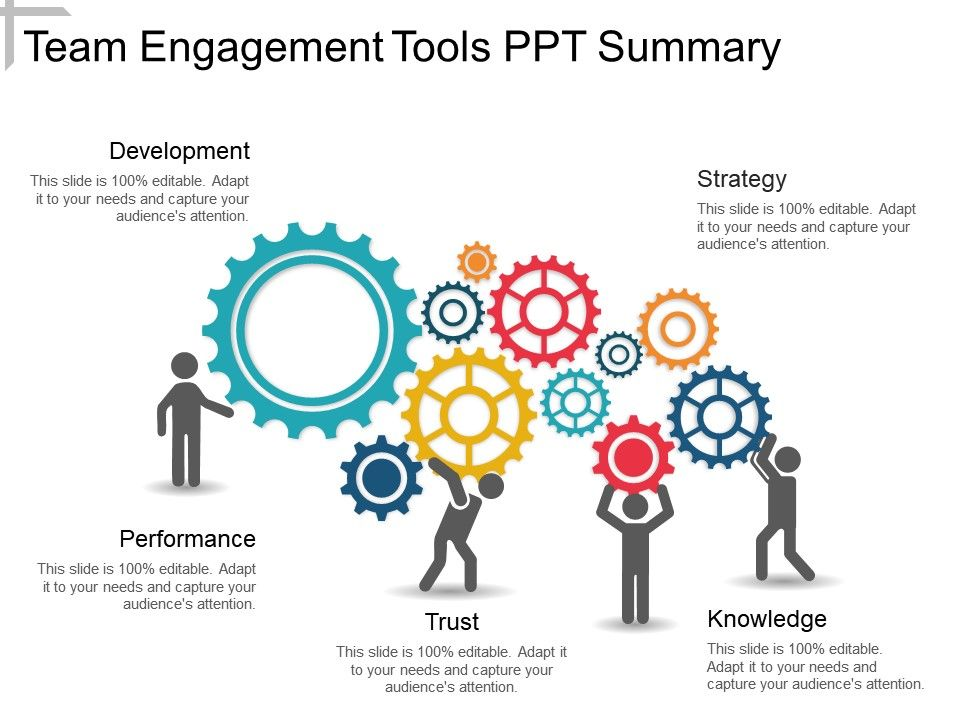 Team Engagement Tools PPT Summary
Development
This slide is 100% editable. Adapt
it to your needs and capture your
audience's attention.
Strategy
This slide is 100% editable. Adapt
it to your needs and capture your
audience's attention.
Performance
This slide is 100% editable. Adapt
it to your needs and capture your
audience's attention.
Trust
This slide is 100% editable. Adapt it
to your needs and capture your
audience's attention.
Knowledge
This slide is 100% editable.
Adapt it to your needs and
capture your audience's attention.